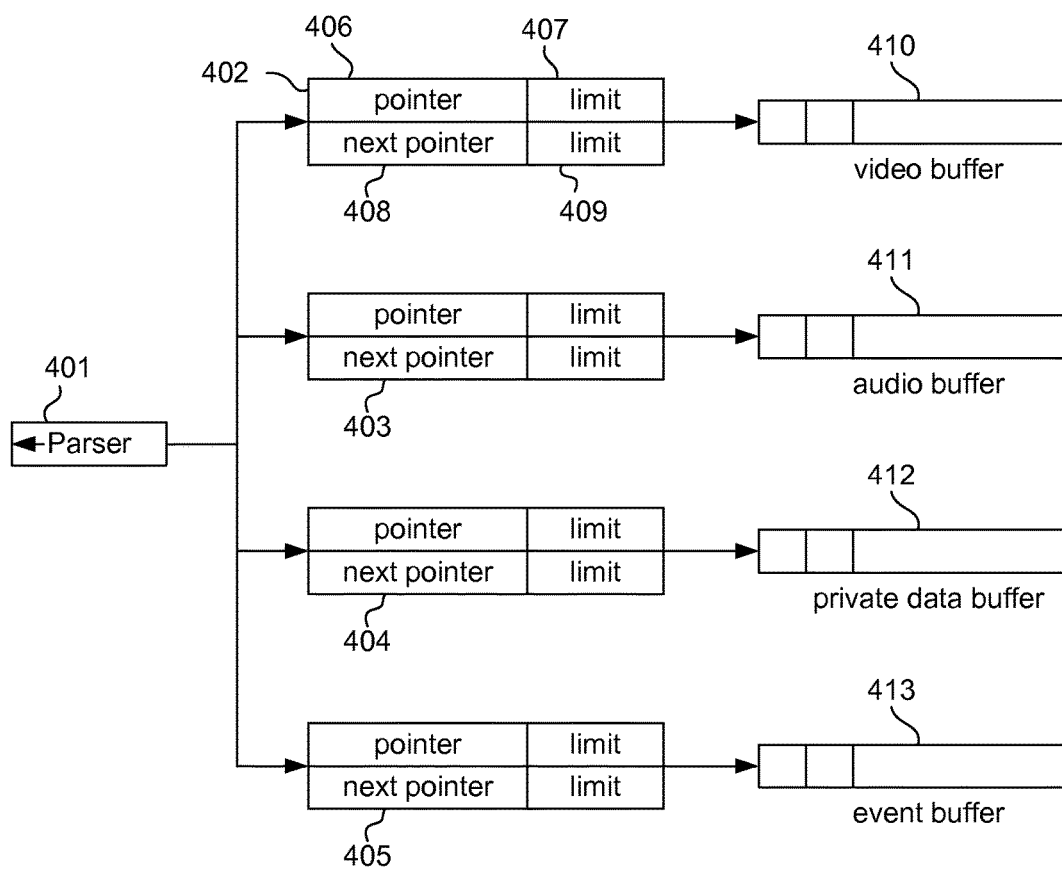 406
407
410
402
pointer
limit
next pointer
limit
video buffer
408
409
411
pointer
limit
next pointer
limit
audio buffer
401
403
Parser
412
pointer
limit
next pointer
limit
private data buffer
404
413
pointer
limit
next pointer
limit
event buffer
405